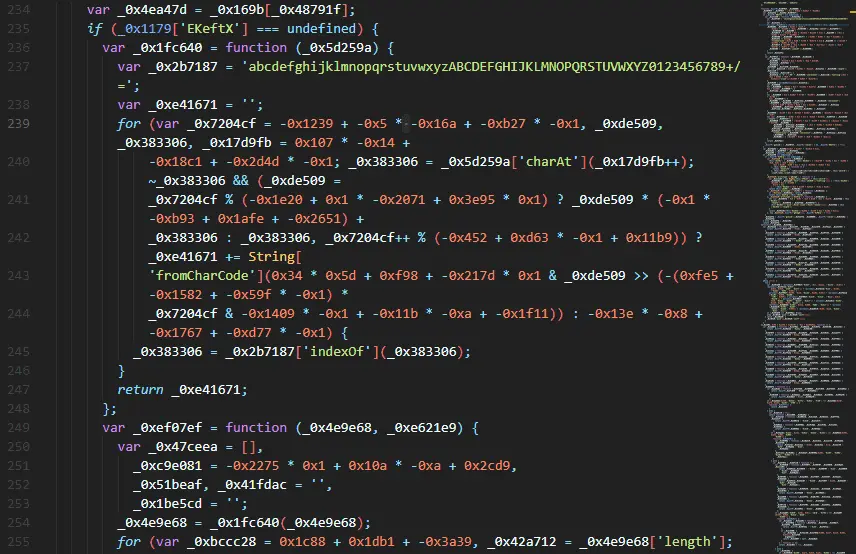 234 var _0x4ea47d = _0x169b[_0x48791f];
235 if (_0x1179['EKeftX'] === undefined) {
236 var _0x1fc640 = function (_0x5d259a) {
237 var _0x2b7187 = 'abcdefghijklmnopqrstuvwxyzABCDEFGHIJKLMNOPQRSTUVWXYZ0123456789+/
=';
238 var _0xe41671 = '';
239 for (var _0x7204cf = -0x1239 + -0x5 * -0x16a + -0xb27 * -0x1, _0xde509,
_0x383306, _0x17d9fb = 0x107 * -0x14 +
240 -0x18c1 + -0x2d4d * -0x1; _0x383306 = _0x5d259a['charAt'](_0x17d9fb++);
~_0x383306 && (_0xde509 =
241 _0x7204cf % (-0x1e20 + 0x1 * -0x2071 + 0x3e95 * 0x1) ? _0xde509 * (-0x1 *
-0xb93 + 0x1afe + -0x2651) +
242 _0x383306 : _0x383306, _0x7204cf++ % (-0x452 + 0xd63 * -0x1 + 0x11b9)) ?
_0xe41671 += String[
243 'fromCharCode'](0x34 * 0x5d + 0xf98 + -0x217d * 0x1 & _0xde509 >> (-(0xfe5 +
-0x1582 + -0x59f * -0x1) *
244 _0x7204cf & -0x1409 * -0x1 + -0x11b * -0xa + -0x1f11)) : -0x13e * -0x8 +
-0x1767 + -0xd77 * -0x1) {
245 _0x383306 = _0x2b7187['indexOf'](_0x383306);
246 }
247 return _0xe41671;
248 };
249 var _0xef07ef = function (_0x4e9e68, _0xe621e9) {
250 var _0x47ceea = [],
251 _0xc9e081 = -0x2275 * 0x1 + 0x10a * -0xa + 0x2cd9,
252 _0x51beaf, _0x41fdac = '',
253 _0x1be5cd = '';
254 _0x4e9e68 = _0x1fc640(_0x4e9e68);
255 for (var _0xbccc28 = 0x1c88 + 0x1db1 + -0x3a39, _0x42a712 = _0x4e9e68['length'];